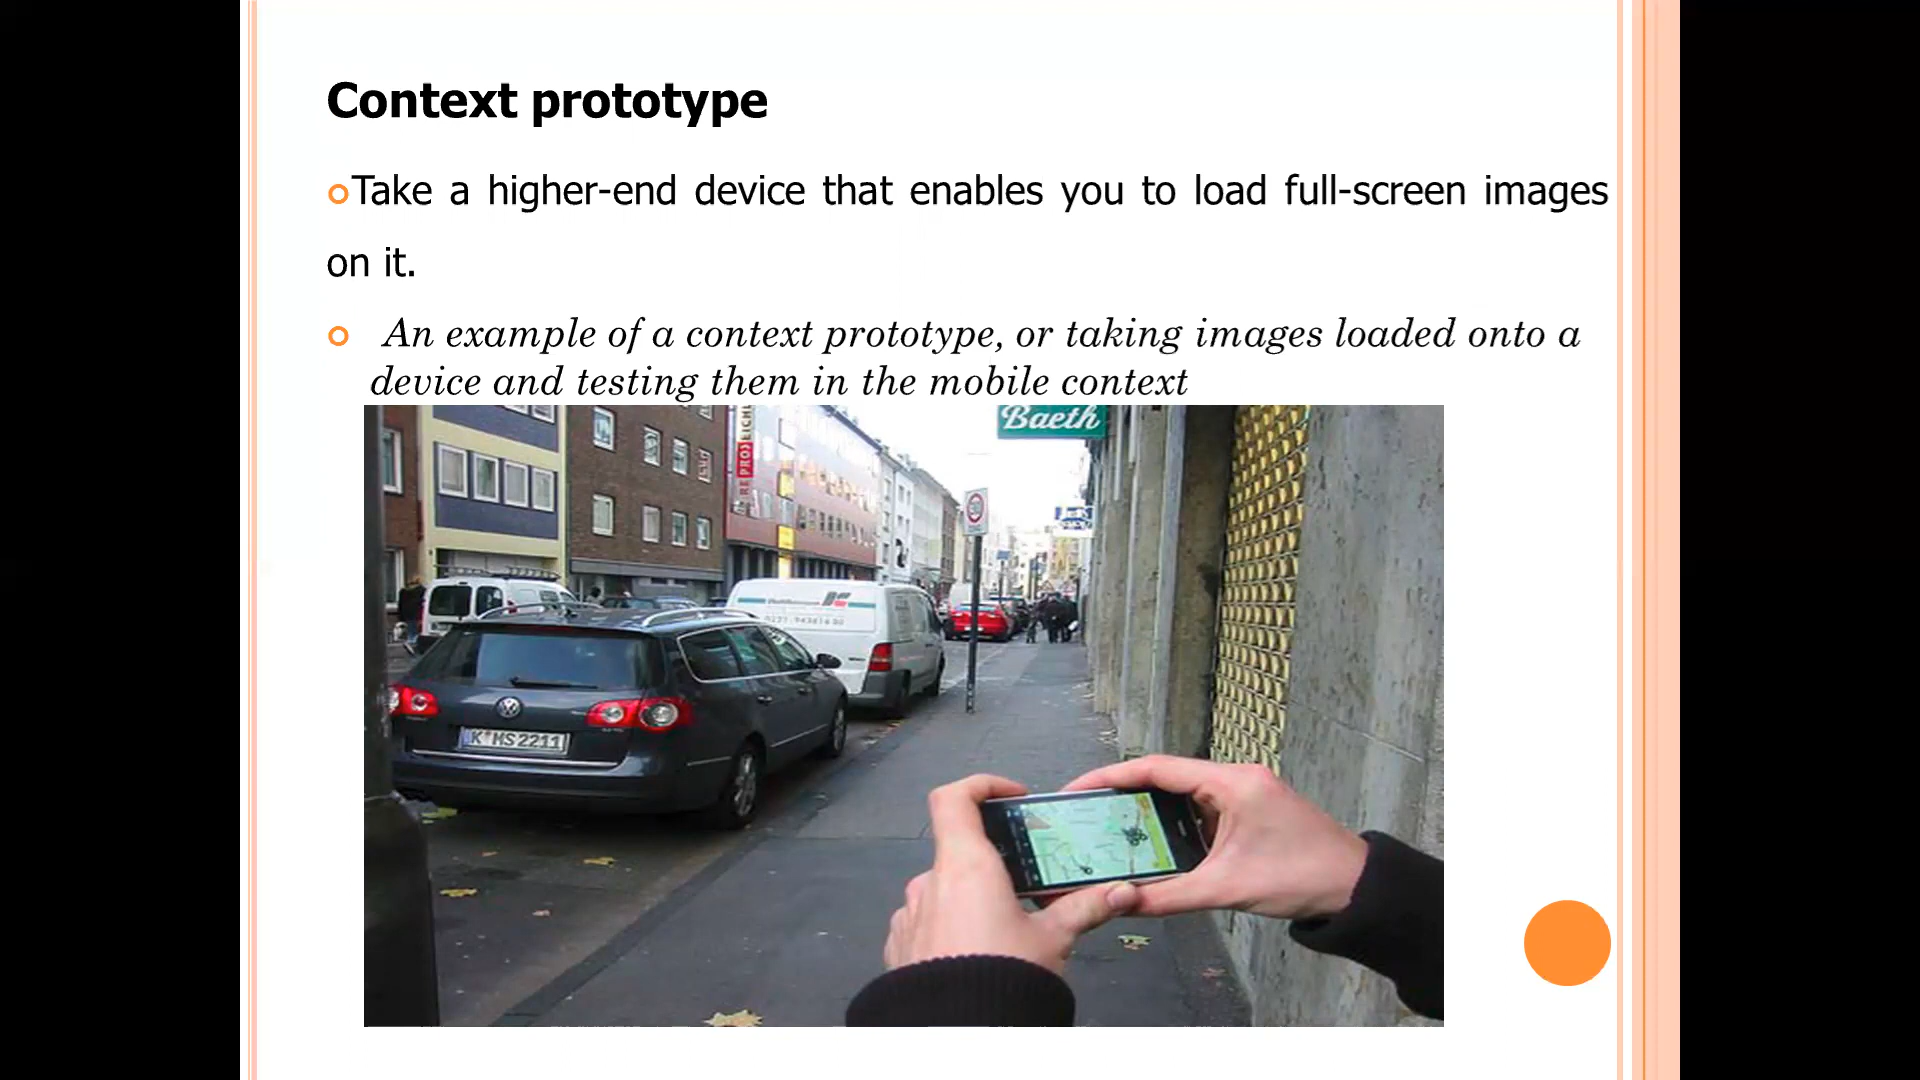 Context prototype
Take a higher-end device that enables you to load full-screen images
on it.
An example of a context prototype, or taking images loaded onto a
device and testing them in the mobile context
Baeth
30
K MS 2211